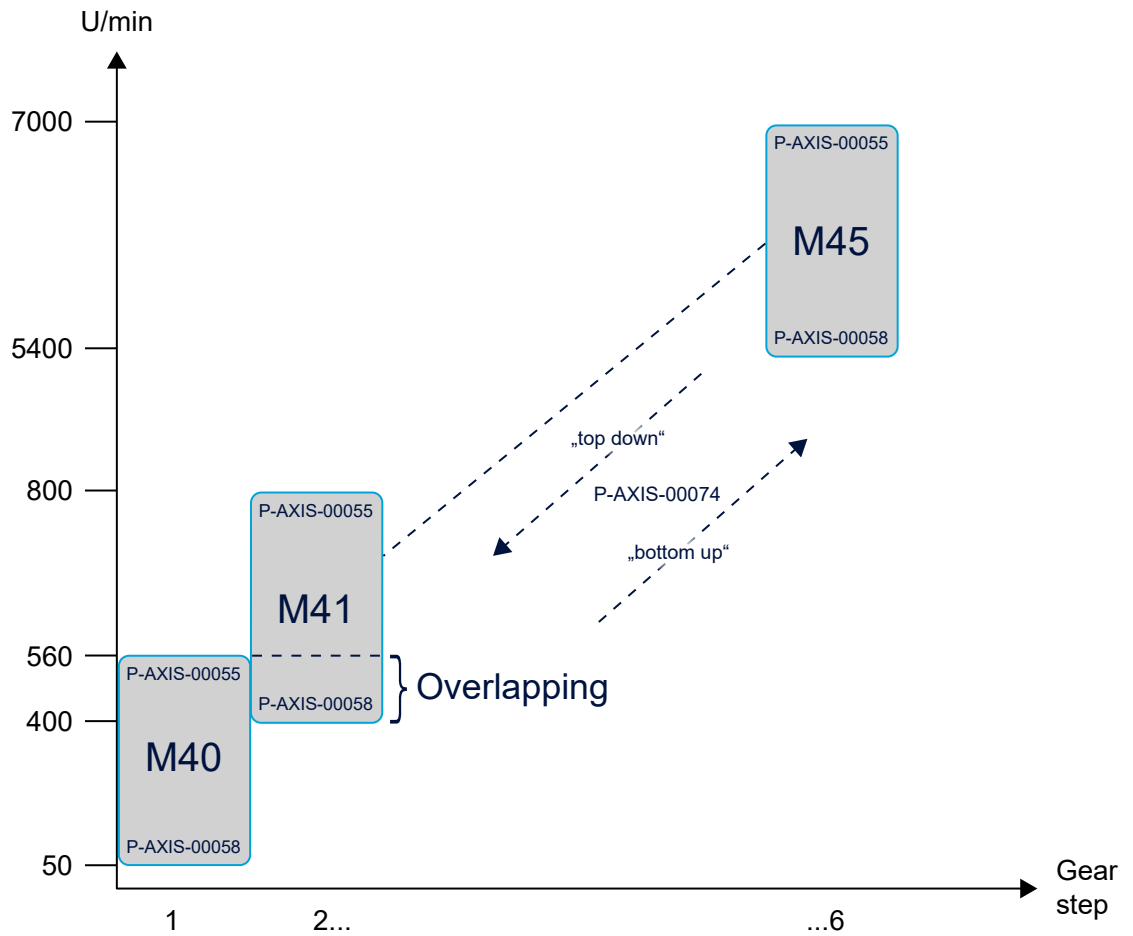 U/min
7000
P-AXIS-00055
M45
P-AXIS-00058
5400
„top down“
P-AXIS-00074
„bottom up“
800
P-AXIS-00055
M41
P-AXIS-00058
560
Overlapping
P-AXIS-00055
400
M40
P-AXIS-00058
50
Gear
step
1
2...
...6